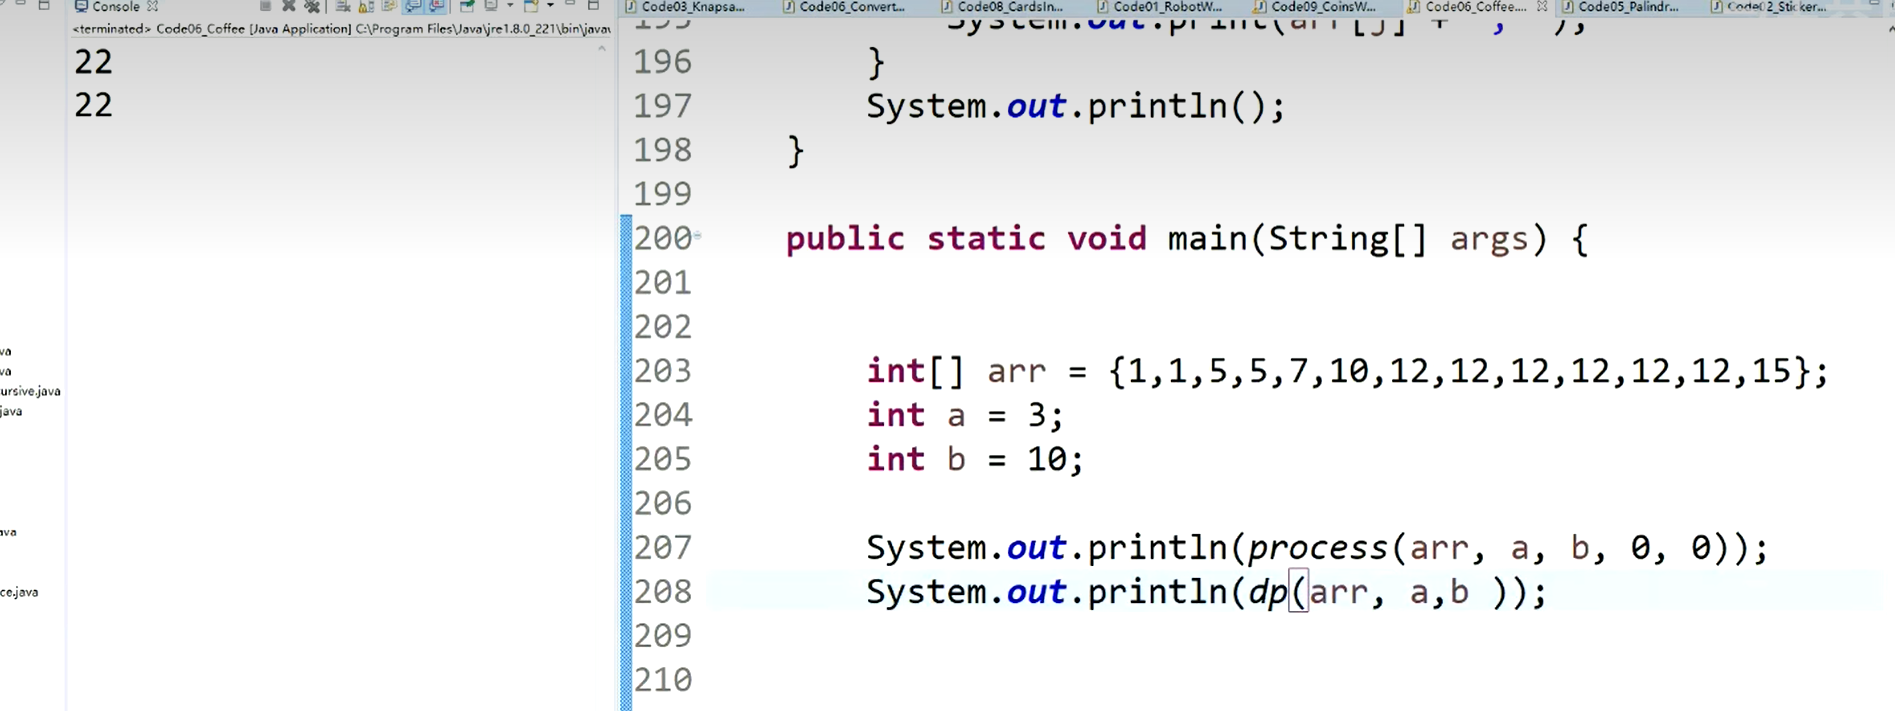 Console
<terminated> Code06_Coffee [Java Application] C:\Program Files\Java\jre1.8.0_221\bin\javaw
22
22
va
va
ursive.java
java
ava
ce.java
Code03_Knapsa... Code06_Convert... Code08_CardsIn... Code01_RobotW... Code09_CoinsW... Code06_Coffee.... Code05_Palindr... Code02_Sticker...
195 System.out.print(arr[j] + ", ");
196 }
197 System.out.println();
198 }
199
200 public static void main(String[] args) {
201
202
203 int[] arr = {1,1,5,5,7,10,12,12,12,12,12,12,15};
204 int a = 3;
205 int b = 10;
206
207 System.out.println(process(arr, a, b, 0, 0));
208 System.out.println(dp(arr, a,b ));
209
210